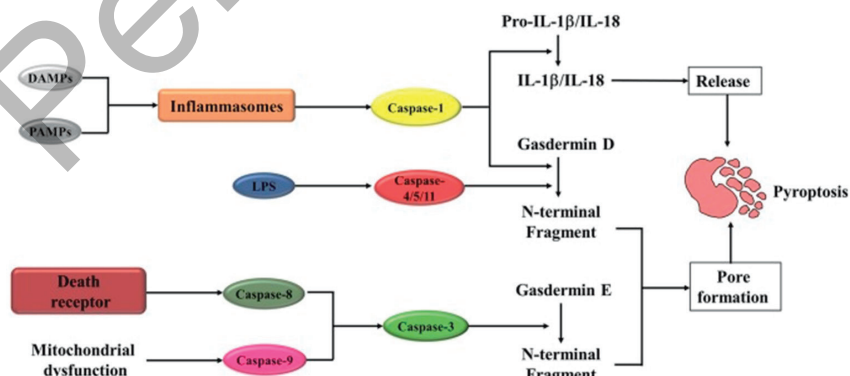 Pro-IL-1β/IL-18
DAMPs
PAMPs
Inflammasomes
Caspase-1
IL-1β/IL-18
Release
Gasdermin D
LPS
Caspase-
4/5/11
N-terminal
Fragment
Pyroptosis
Death
receptor
Caspase-8
Gasdermin E
Pore
formation
Caspase-3
Mitochondrial
dysfunction
Caspase-9
N-terminal
Fragment